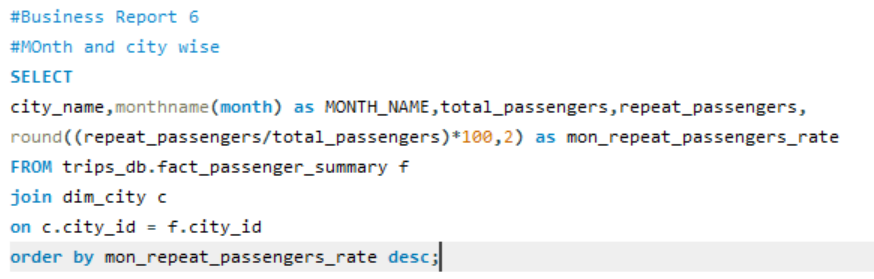 #Business Report 6
#MOnth and city wise
SELECT
city_name,monthname(month) as MONTH_NAME,total_passengers,repeat_passengers,
round((repeat_passengers/total_passengers)*100,2) as mon_repeat_passengers_rate
FROM trips_db.fact_passenger_summary f
join dim_city c
on c.city_id = f.city_id
order by mon_repeat_passengers_rate desc;